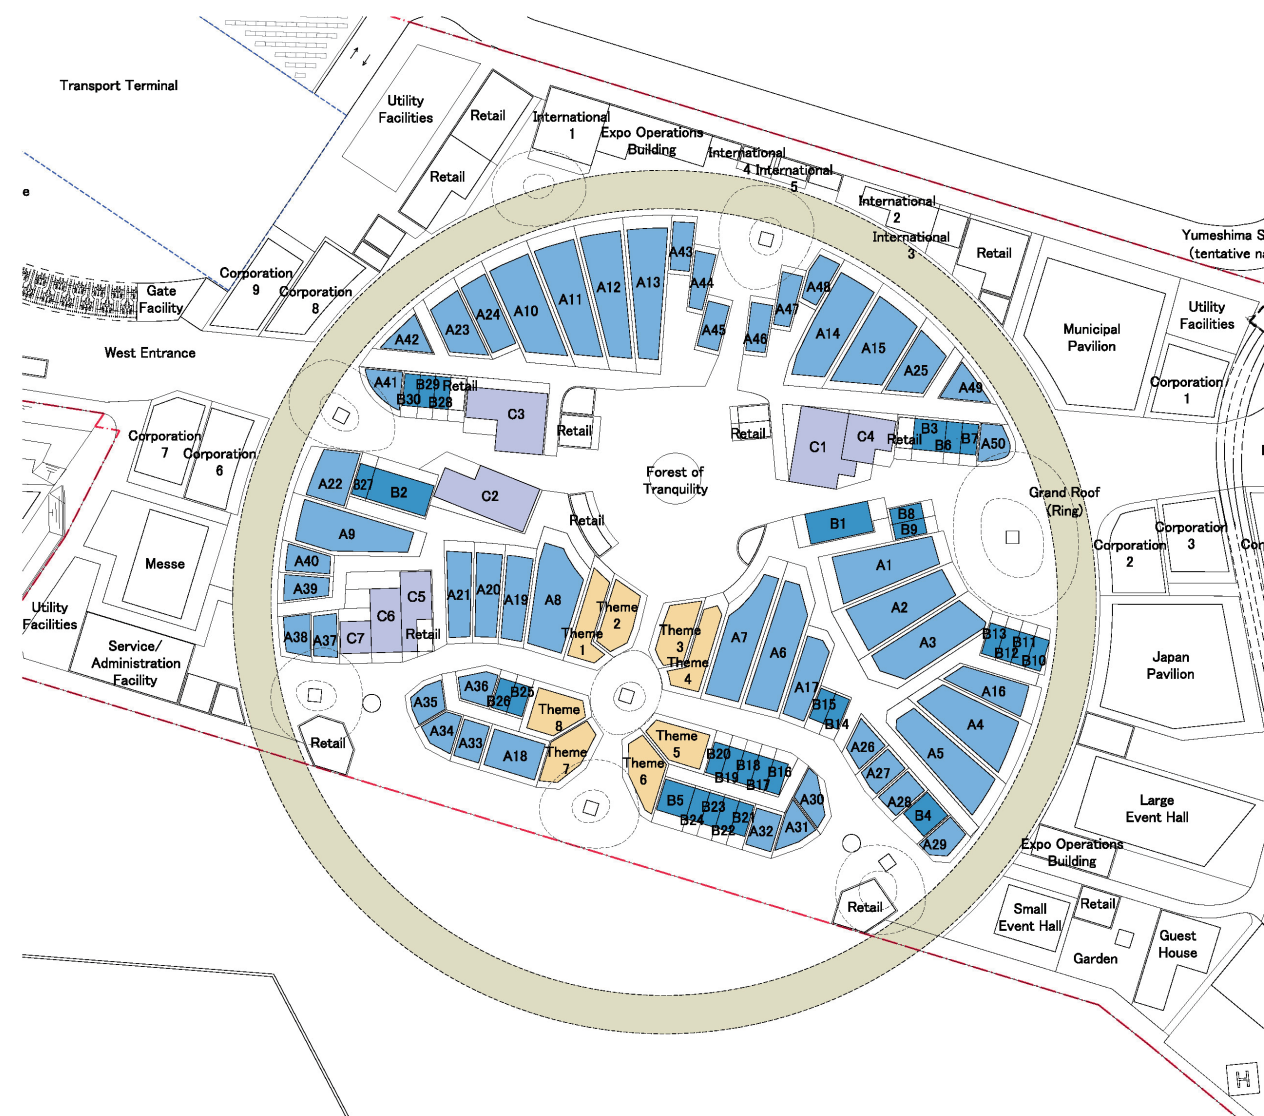 Transport Terminal
Utility
Facilities
Retail
Retail
International
1
Expo Operations
Building
International
4
International
5
International
2
International
3
Retail
Yumeshima S
(tentative na
e
Corporation
9
Corporation
8
Gate
Facility
West Entrance
Municipal
Pavilion
Utility
Facilities
Corporation
1
A42
A23
A24
A10
A11
A12
A13
A43
A44
A45
A46
A47
A48
A14
A15
A25
A49
A41
B30
B29
B28
Retail
C3
Retail
Retail
C1
C4
Retail
B3
B6
B7
A50
Corporation
7
Corporation
6
Forest of
Tranquility
Grand Roof
(Ring)
A22
B27
B2
C2
Retail
B1
B8
B9
Corporation
2
Corporation
3
Cor
A9
A40
A39
Messe
A21
A20
A19
A8
Theme
1
Theme
2
Theme
3
Theme
4
A7
A6
A17
A1
A2
A3
B13
B12
B11
B10
Utility
Facilities
Service/
Administration
Facility
A38
A37
C7
C6
C5
Retail
Japan
Pavilion
A35
A36
B26
B25
Theme
8
A34
A33
A18
Theme
7
Retail
Theme
5
Theme
6
B20
B19
B18
B17
B16
B15
B14
A16
A4
A5
A26
A27
A28
B4
A29
B5
B24
B23
B22
B21
A32
A31
A30
Large
Event Hall
Expo Operations
Building
Retail
Small
Event Hall
Retail
Garden
Guest
House
H